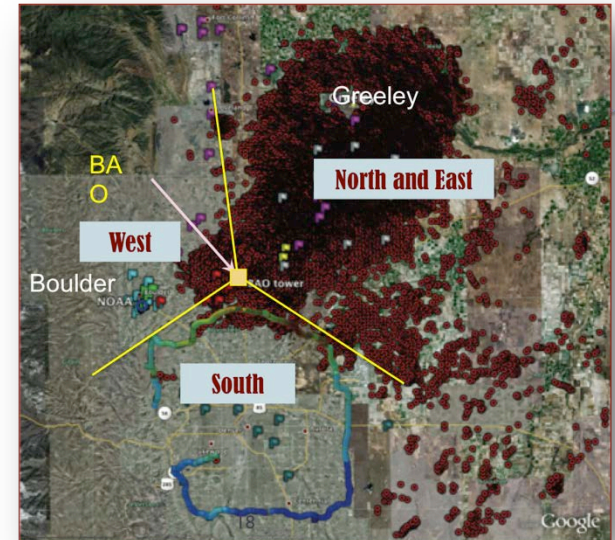 Greeley
North and East
BA
O
West
Boulder
BAO tower
NOAA
South
18
Google